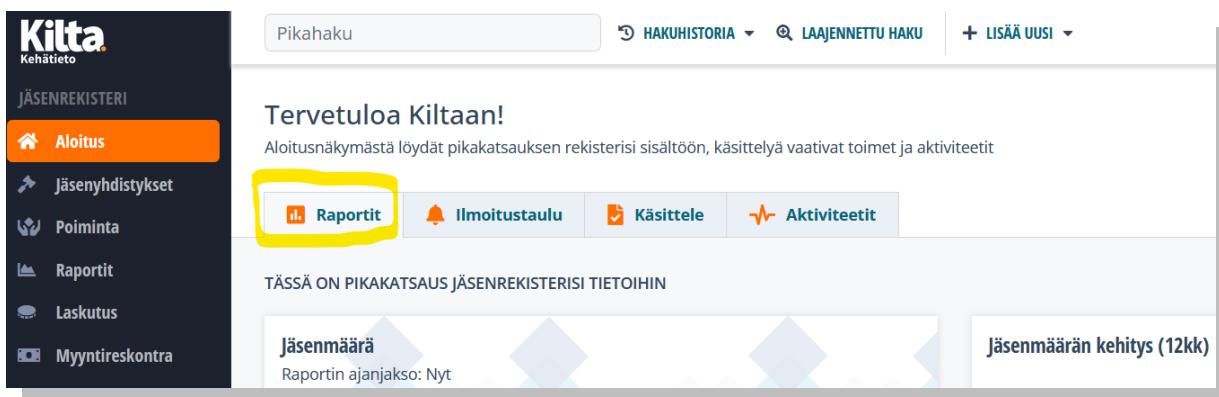 Kilta.
Kehätieto
JÄSENREKISTERI
Aloitus
Jäsenyhdistykset
Poiminta
Raportit
Laskutus
Myyntireskontra
Pikahaku
HAKUHISTORIA
LAAJENNETTU HAKU
LISÄÄ UUSI
Tervetuloa Kiltaan!
Aloitusnäkymästä löydät pikakatsauksen rekisterisi sisältöön, käsittelyä vaativat toimet ja aktiviteetit
Raportit
Ilmoitustaulu
Käsittele
Aktiviteetit
TÄSSÄ ON PIKAKATSAUS JÄSENREKISTERISI TIETOIHIN
Jäsenmäärä
Raportin ajanjakso: Nyt
Jäsenmäärän kehitys (12kk)